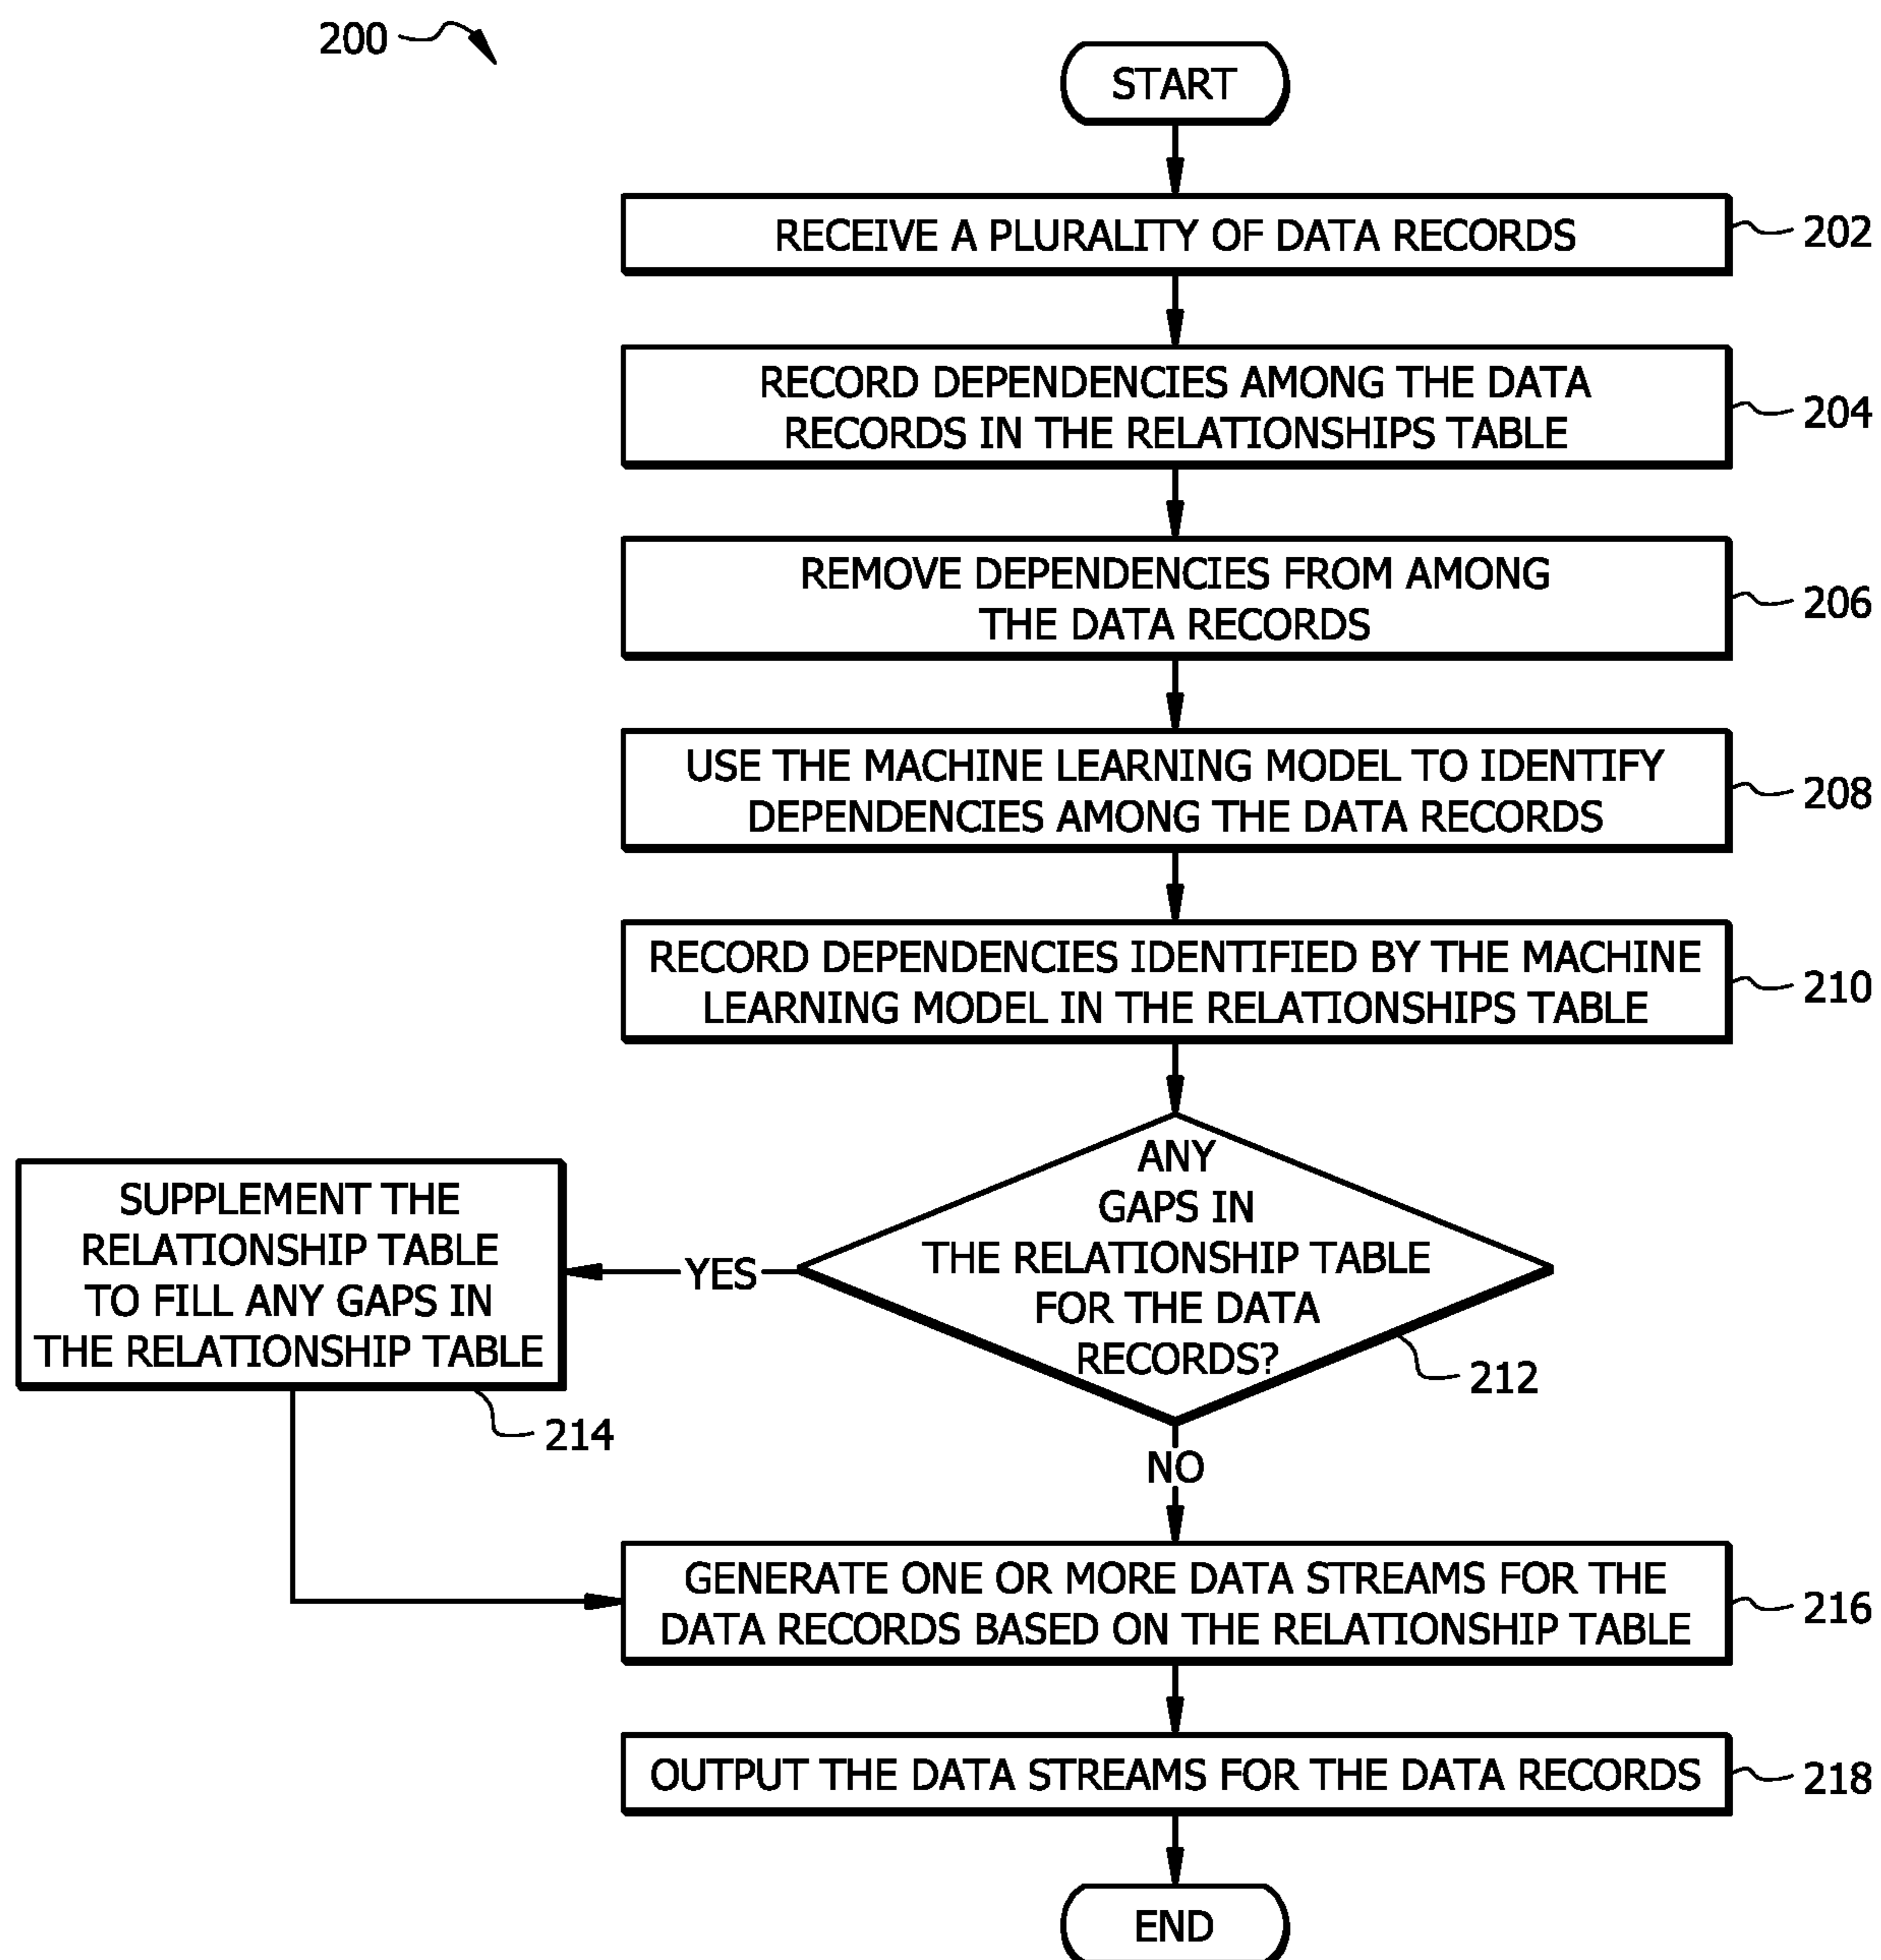 200
START
RECEIVE A PLURALITY OF DATA RECORDS
202
RECORD DEPENDENCIES AMONG THE DATA
RECORDS IN THE RELATIONSHIPS TABLE
204
REMOVE DEPENDENCIES FROM AMONG
THE DATA RECORDS
206
USE THE MACHINE LEARNING MODEL TO IDENTIFY
DEPENDENCIES AMONG THE DATA RECORDS
208
RECORD DEPENDENCIES IDENTIFIED BY THE MACHINE
LEARNING MODEL IN THE RELATIONSHIPS TABLE
210
ANY
GAPS IN
THE RELATIONSHIP TABLE
FOR THE DATA
RECORDS?
212
YES
SUPPLEMENT THE
RELATIONSHIP TABLE
TO FILL ANY GAPS IN
THE RELATIONSHIP TABLE
214
NO
GENERATE ONE OR MORE DATA STREAMS FOR THE
DATA RECORDS BASED ON THE RELATIONSHIP TABLE
216
OUTPUT THE DATA STREAMS FOR THE DATA RECORDS
218
END